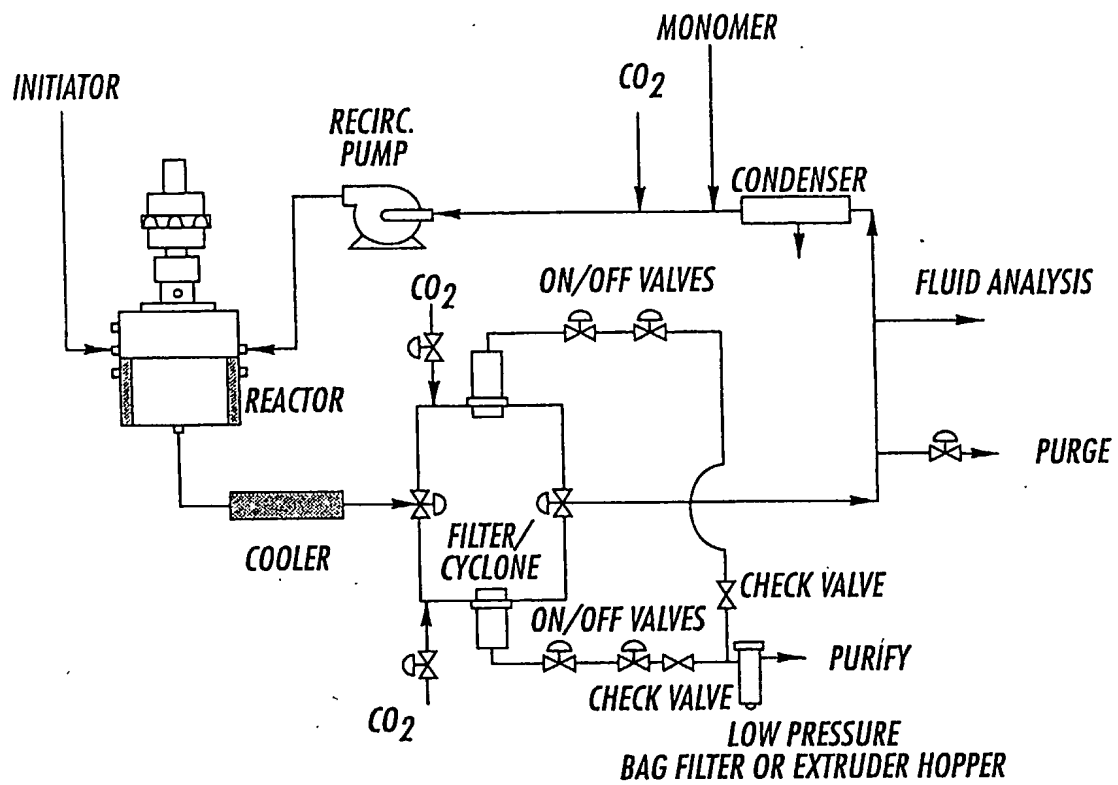 MONOMER
CO2
INITIATOR
RECIRC.
PUMP
CONDENSER
CO2
ON/OFF VALVES
FLUID ANALYSIS
REACTOR
PURGE
COOLER
FILTER/
CYCLONE
CHECK VALVE
ON/OFF VALVES
PURIFY
CHECK VALVE
CO2
LOW PRESSURE
BAG FILTER OR EXTRUDER HOPPER